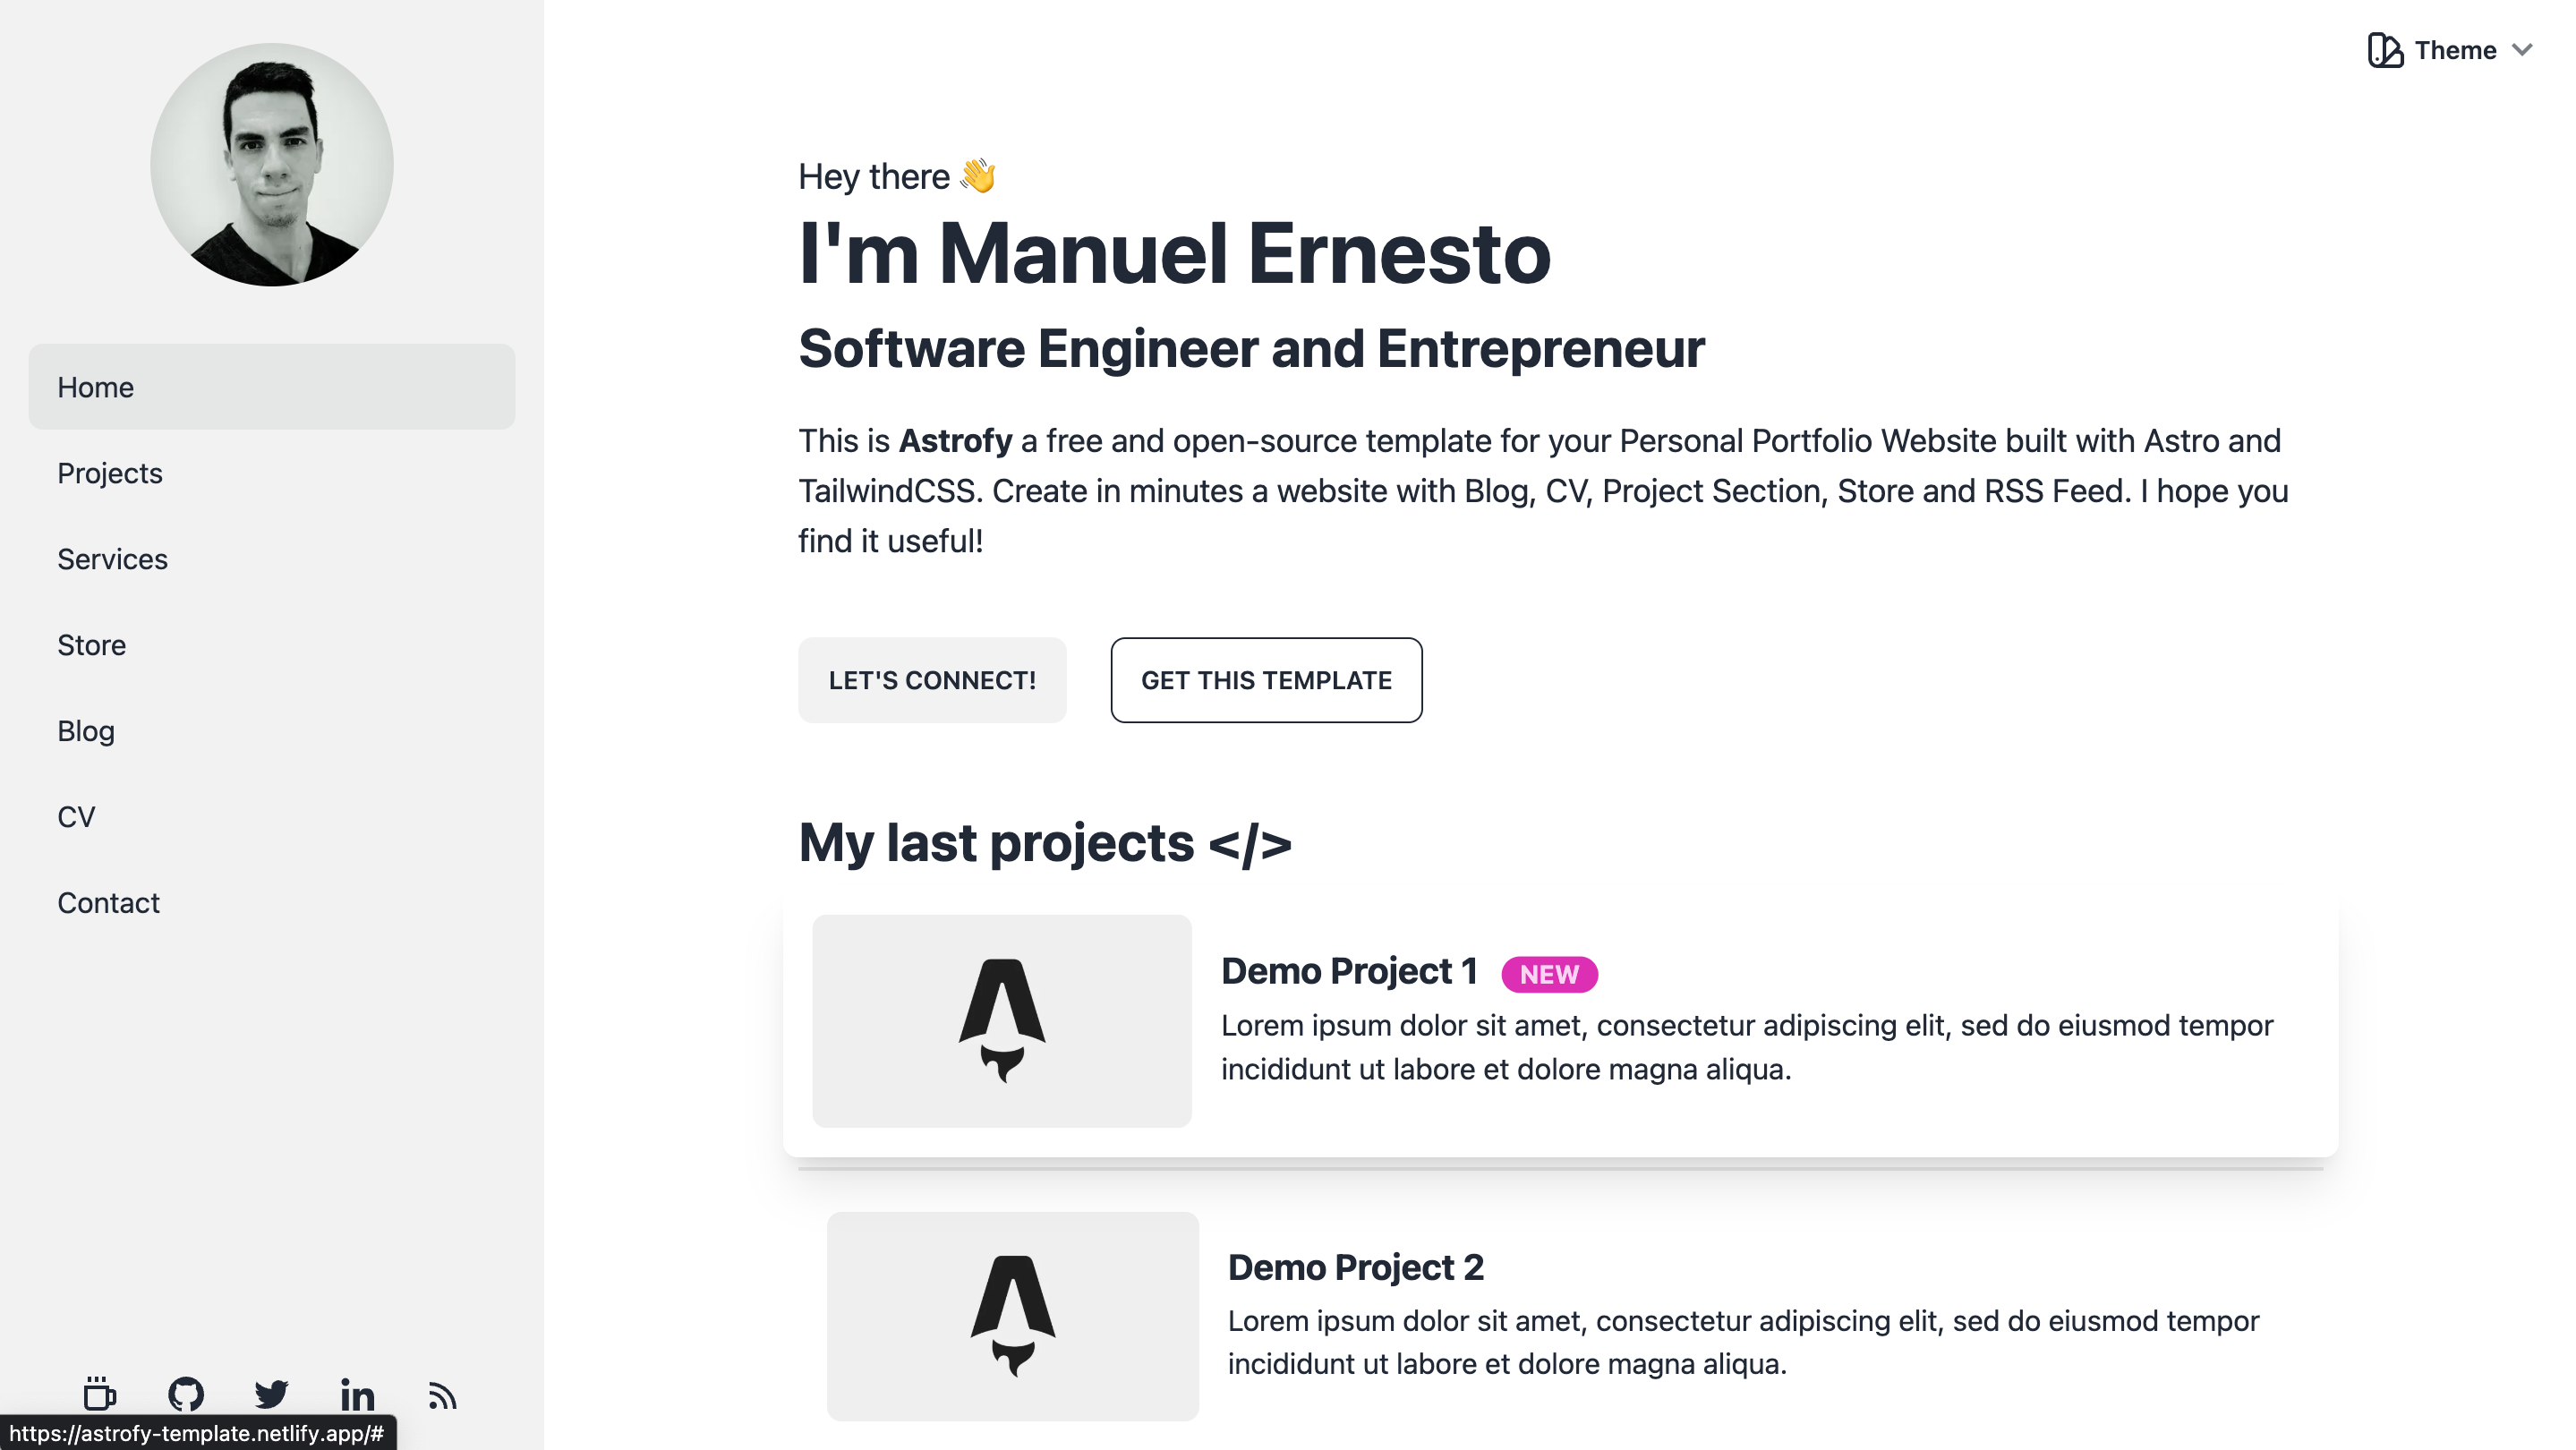 Theme
Home
Projects
Services
Store
Blog
CV
Contact
https://astrofy-template.netlify.app/#
Hey there 👋
I'm Manuel Ernesto
Software Engineer and Entrepreneur
This is Astrofy a free and open-source template for your Personal Portfolio Website built with Astro and
TailwindCSS. Create in minutes a website with Blog, CV, Project Section, Store and RSS Feed. I hope you
find it useful!
LET'S CONNECT!
GET THIS TEMPLATE
My last projects </>
Demo Project 1 NEW
Lorem ipsum dolor sit amet, consectetur adipiscing elit, sed do eiusmod tempor
incididunt ut labore et dolore magna aliqua.
Demo Project 2
Lorem ipsum dolor sit amet, consectetur adipiscing elit, sed do eiusmod tempor
incididunt ut labore et dolore magna aliqua.